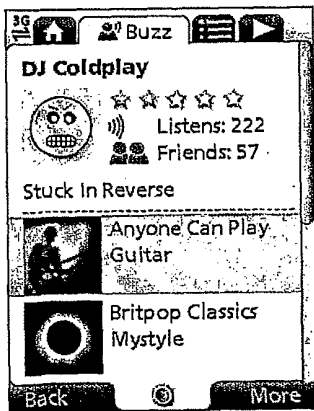 3G
Buzz
DJ Coldplay
Listens: 222
Friends: 57
Stuck In Reverse
Anyone Can Play
Guitar
Britpop Classics
Mystyle
Back
More